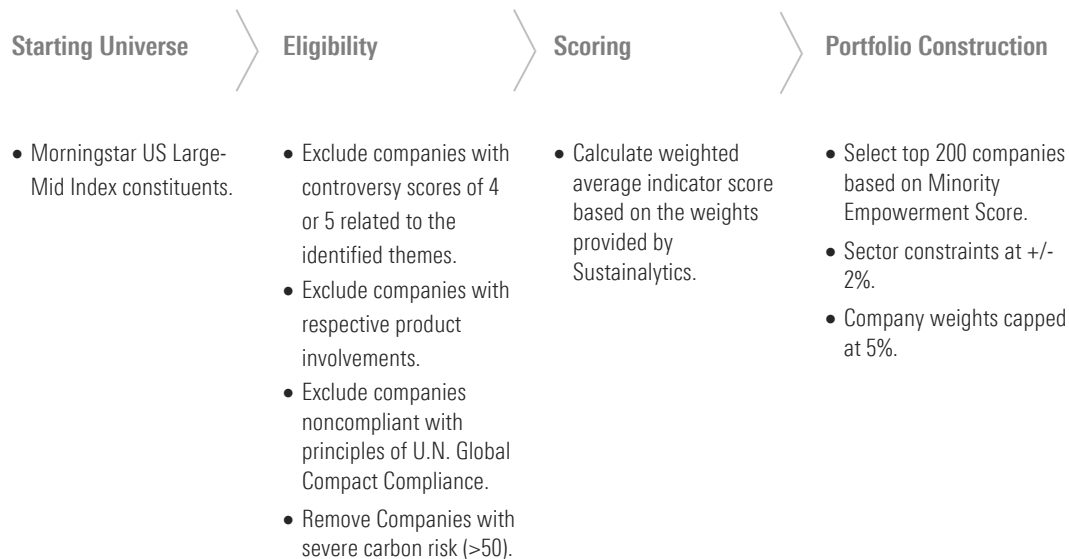 Starting Universe
Eligibility
Scoring
Portfolio Construction
• Morningstar US Large-
Mid Index constituents.
• Exclude companies with
controversy scores of 4
or 5 related to the
identified themes.
• Exclude companies with
respective product
involvements.
• Exclude companies
noncompliant with
principles of U.N. Global
Compact Compliance.
• Remove Companies with
severe carbon risk (>50).
• Calculate weighted
average indicator score
based on the weights
provided by
Sustainalytics.
• Select top 200 companies
based on Minority
Empowerment Score.
• Sector constraints at +/-
2%.
• Company weights capped
at 5%.